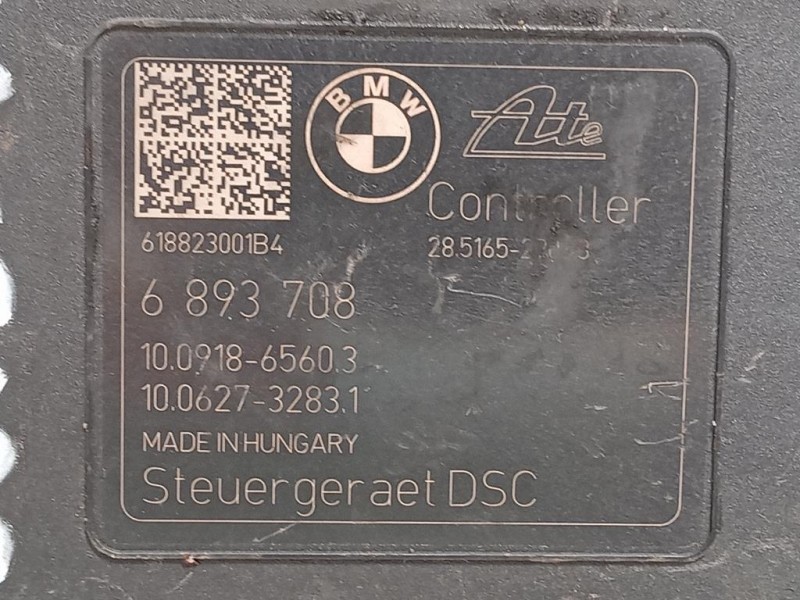 BMW
Ate
Controller
618823001B4
6 893 708
10.0918-6560.3
10.0627-3283.1
MADE IN HUNGARY
Steuergeraet DSC